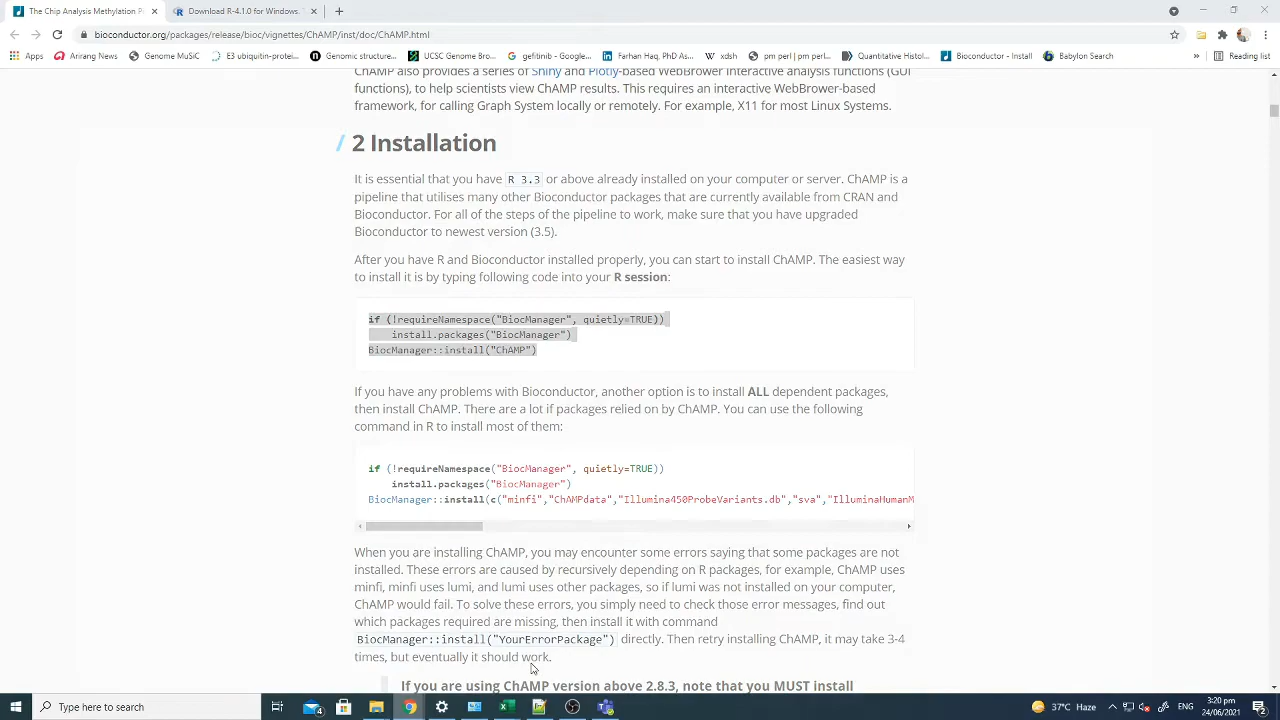 The Chip Analysis Methylation Pi
Download R-4.1.0 for Windows. T
bioconductor.org/packages/release/bioc/vignettes/ChAMP/inst/doc/ChAMP.html
Apps
Arirang News
Genome MuSiC
E3 ubiquitin-protei...
Genomic structure...
UCSC Genome Brow...
gefitinib - Google...
Farhan Haq, PhD As...
xdsh
pm perl | pm perl...
Quantitative Histol...
Bioconductor - Install
Babylon Search
»
Reading list
ChAMP also provides a series of Shiny and Plotly-based WebBrower interactive analysis functions (GUI
functions), to help scientists view ChAMP results. This requires an interactive WebBrower-based
framework, for calling Graph System locally or remotely. For example, X11 for most Linux Systems.
/ 2 Installation
It is essential that you have R 3.3 or above already installed on your computer or server. ChAMP is a
pipeline that utilises many other Bioconductor packages that are currently available from CRAN and
Bioconductor. For all of the steps of the pipeline to work, make sure that you have upgraded
Bioconductor to newest version (3.5).
After you have R and Bioconductor installed properly, you can start to install ChAMP. The easiest way
to install it is by typing following code into your R session:
if (!requireNamespace("BiocManager", quietly=TRUE))
    install.packages("BiocManager")
BiocManager::install("ChAMP")
If you have any problems with Bioconductor, another option is to install ALL dependent packages,
then install ChAMP. There are a lot if packages relied on by ChAMP. You can use the following
command in R to install most of them:
if (!requireNamespace("BiocManager", quietly=TRUE))
    install.packages("BiocManager")
BiocManager::install(c("minfi","ChAMPdata","Illumina450ProbeVariants.db","sva","IlluminaHumanM
When you are installing ChAMP, you may encounter some errors saying that some packages are not
installed. These errors are caused by recursively depending on R packages, for example, ChAMP uses
minfi, minfi uses lumi, and lumi uses other packages, so if lumi was not installed on your computer,
ChAMP would fail. To solve these errors, you simply need to check those error messages, find out
which packages required are missing, then install it with command
BiocManager::install("YourErrorPackage") directly. Then retry installing ChAMP, it may take 3-4
times, but eventually it should work.
If you are using ChAMP version above 2.8.3, note that you MUST install
Type here to search
4
37°C Haze
3:20 pm
24/06/2021
2